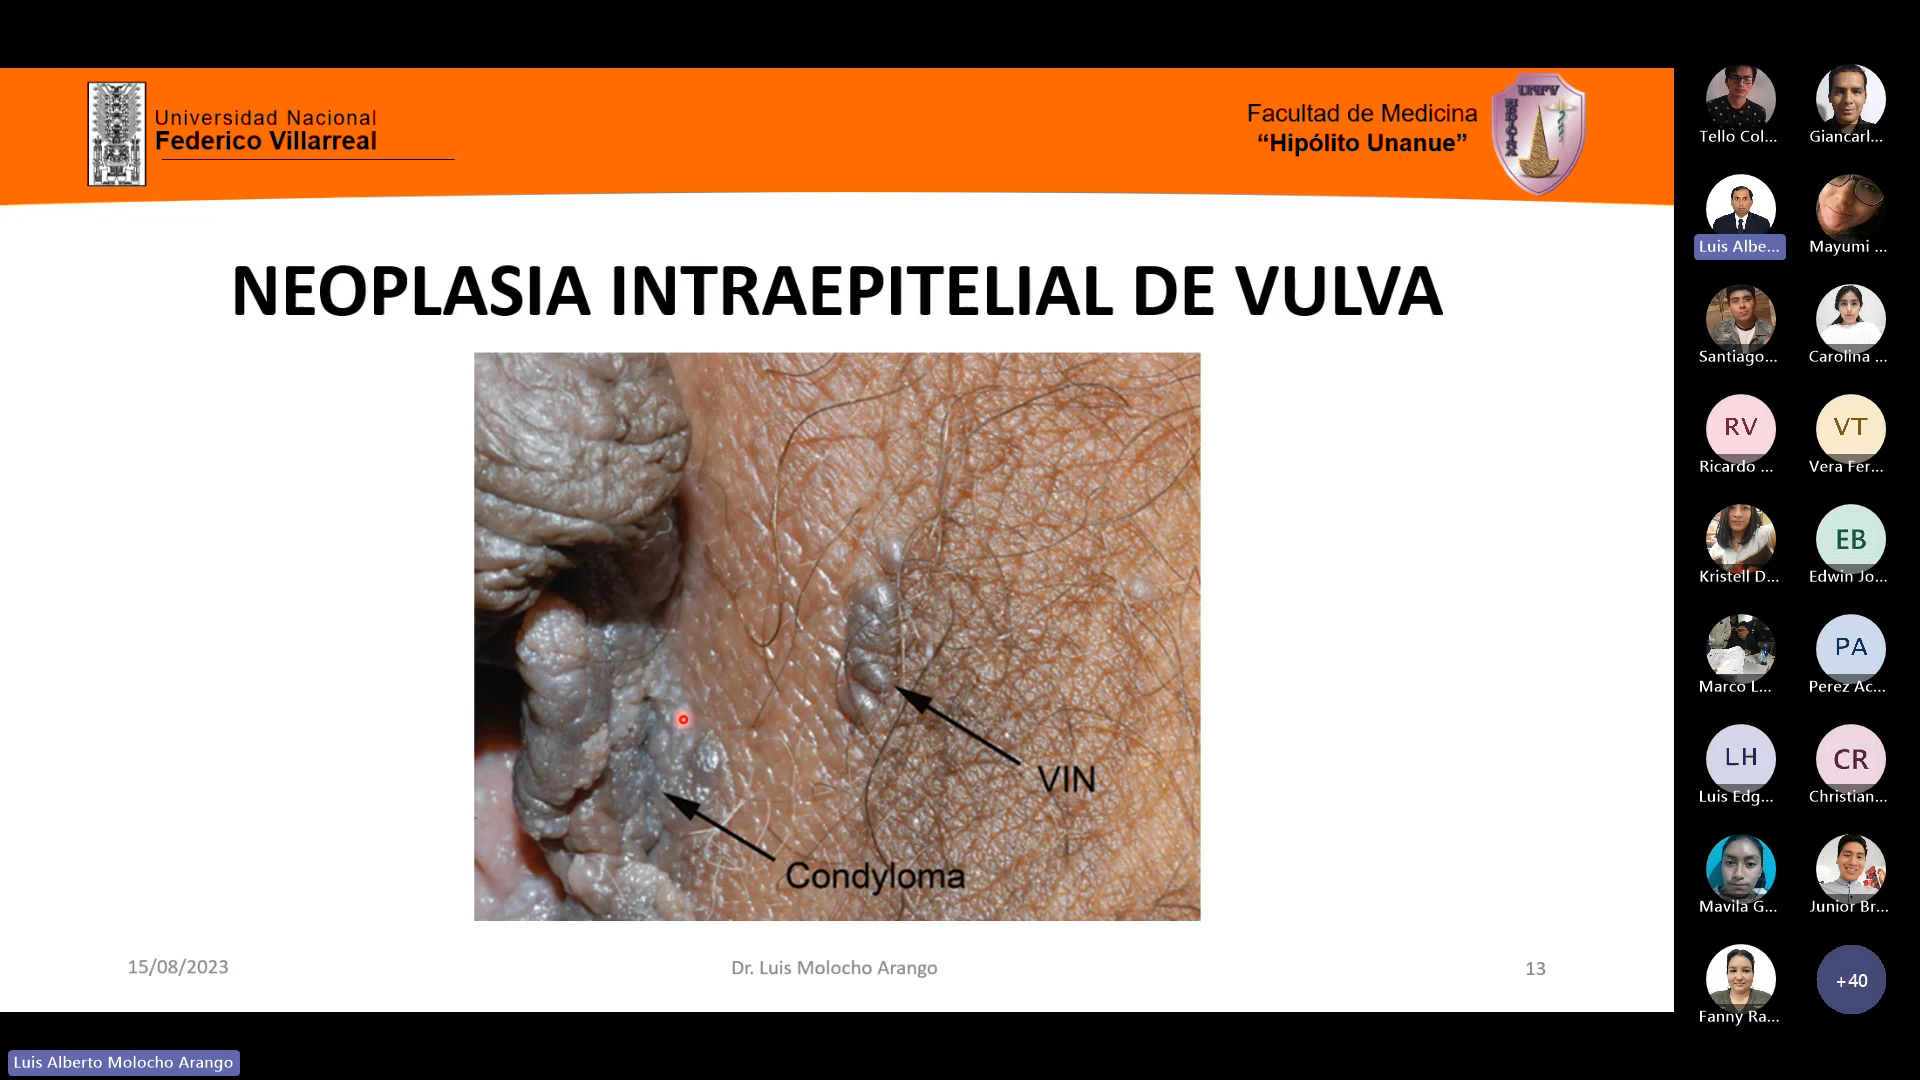 Universidad Nacional
Federico Villarreal
Facultad de Medicina
“Hipólito Unanue”
UNFV
MEDICINA
NEOPLASIA INTRAEPITELIAL DE VULVA
VIN
Condyloma
15/08/2023
Dr. Luis Molocho Arango
13
Tello Col...
Giancarl...
Luis Albe...
Mayumi ...
Santiago...
Carolina ...
RV
VT
Ricardo ...
Vera Fer...
EB
Kristell D...
Edwin Jo...
PA
Marco L...
Perez Ac...
LH
CR
Luis Edg...
Christian...
Mavila G...
Junior Br...
+40
Fanny Ra...
Luis Alberto Molocho Arango